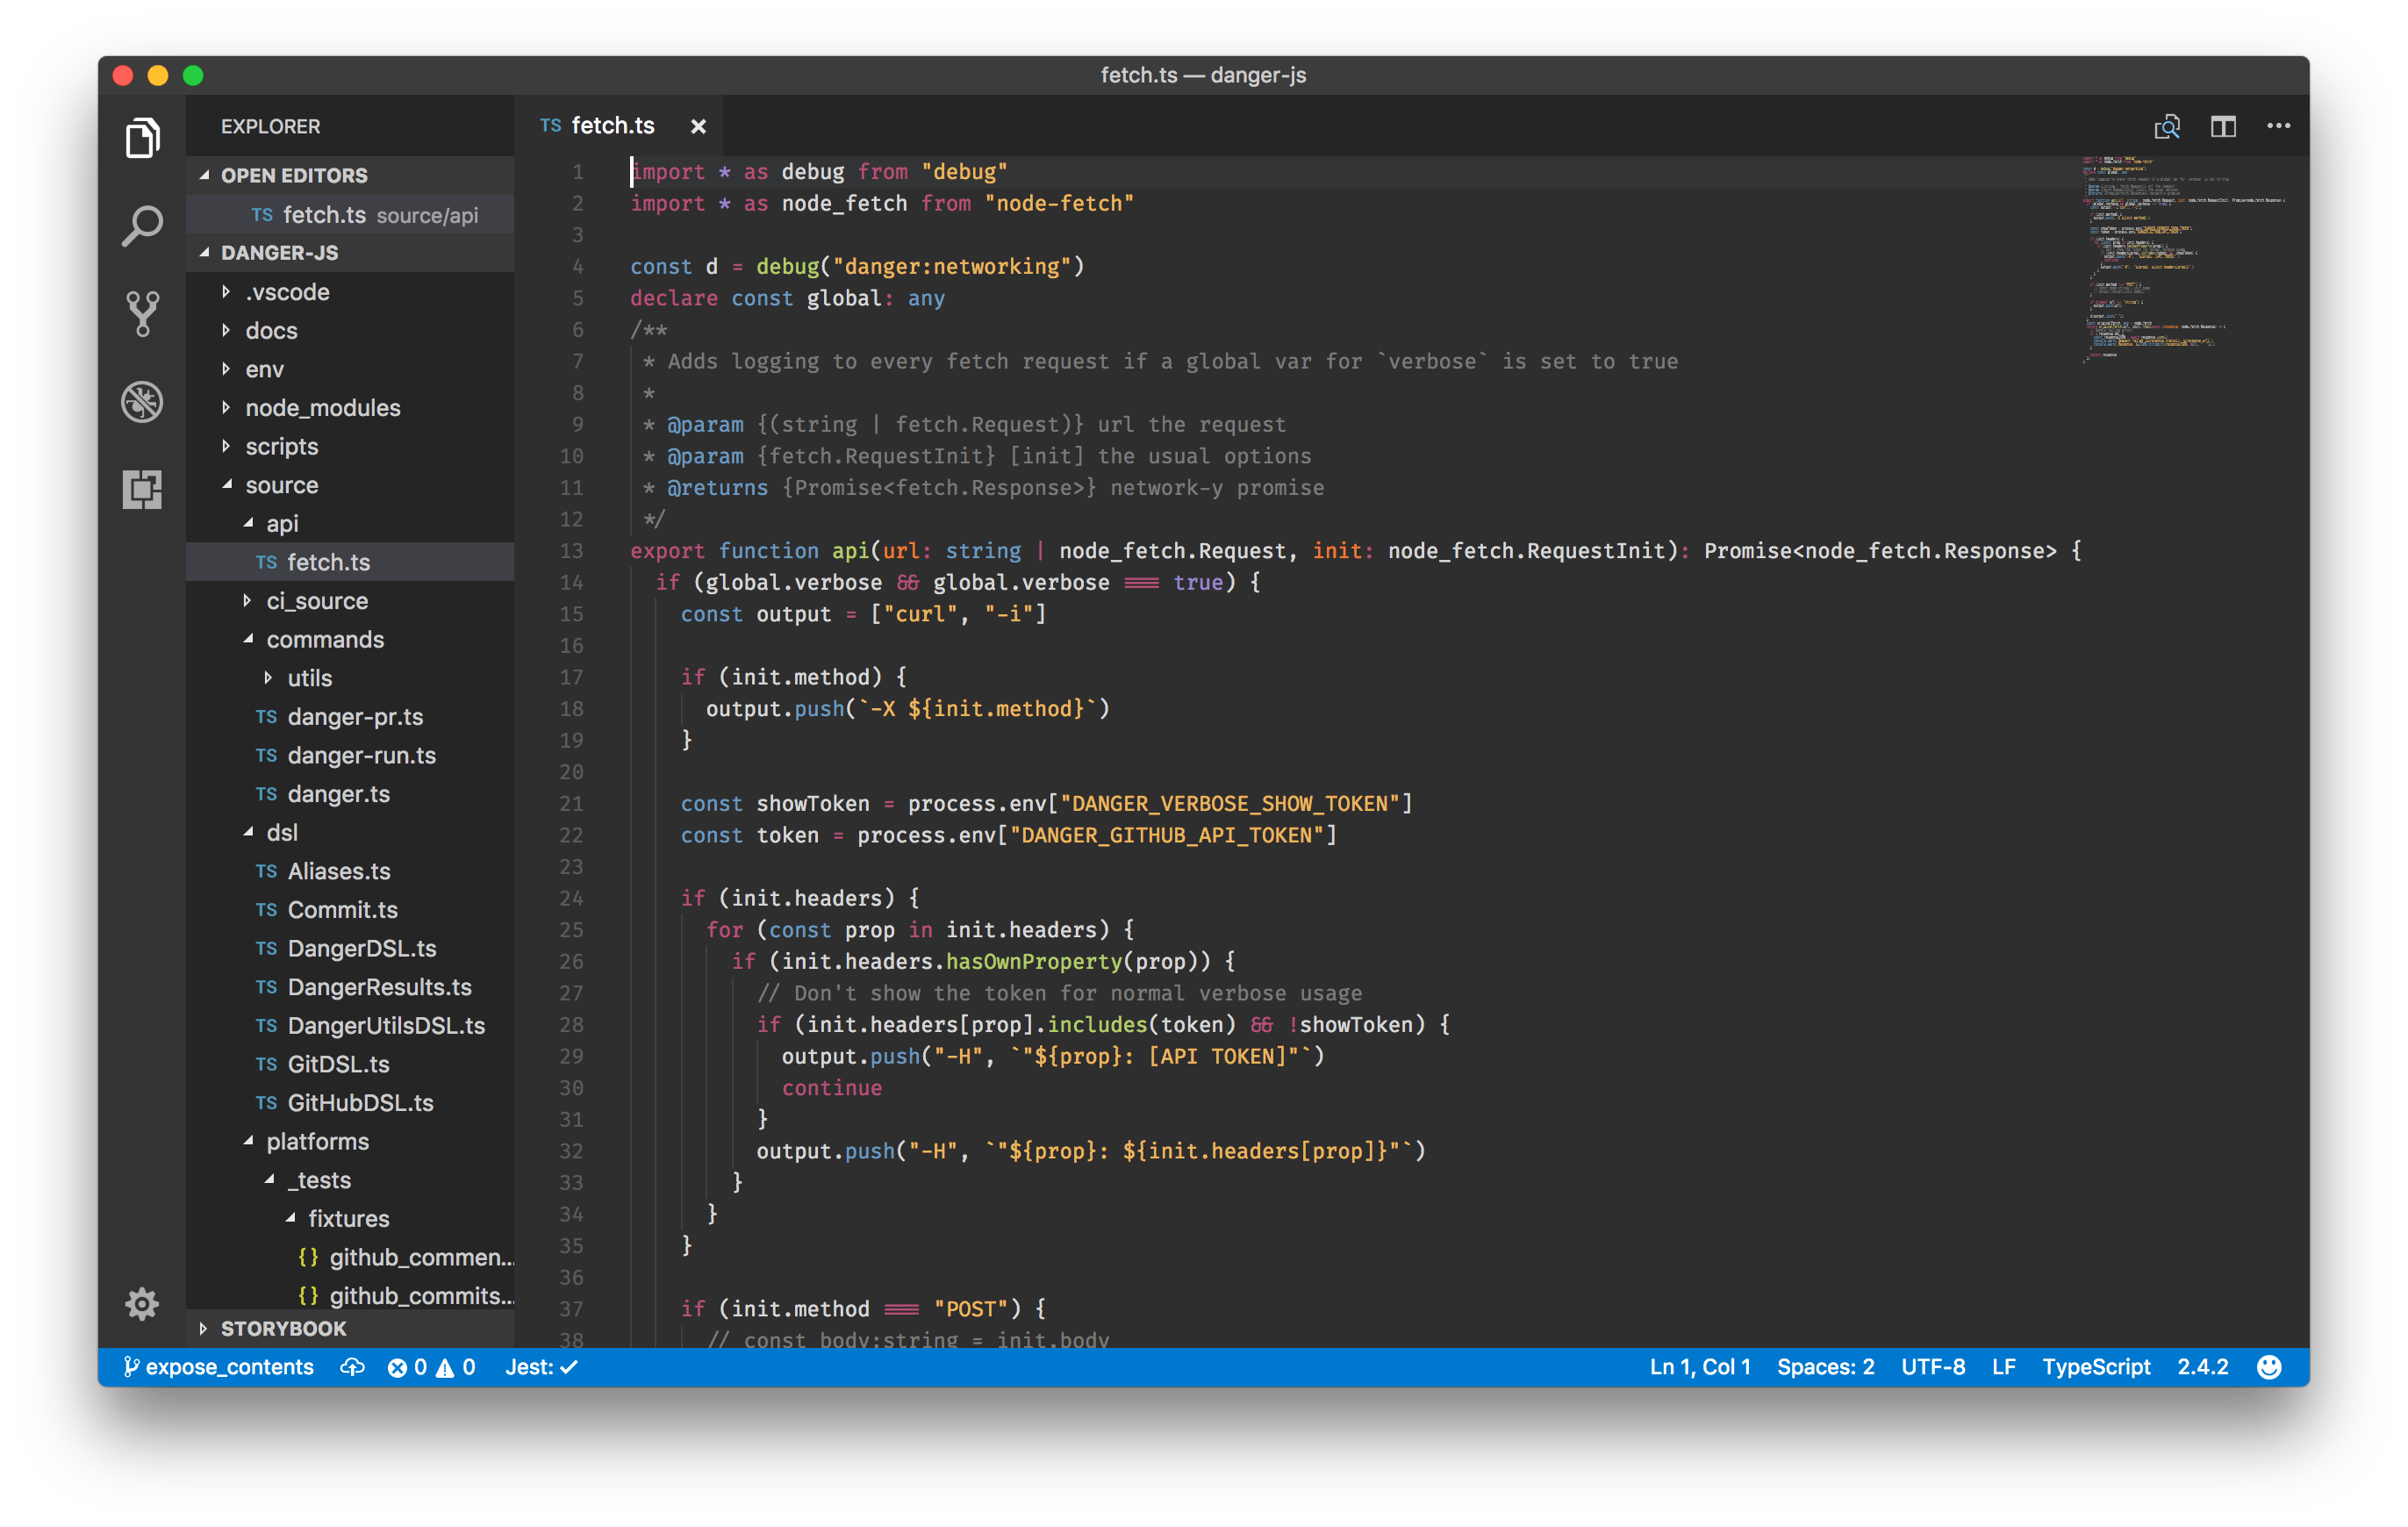 fetch.ts — danger-js
EXPLORER
OPEN EDITORS
TS fetch.ts source/api
DANGER-JS
.vscode
docs
env
node_modules
scripts
source
api
TS fetch.ts
ci_source
commands
utils
TS danger-pr.ts
TS danger-run.ts
TS danger.ts
dsl
TS Aliases.ts
TS Commit.ts
TS DangerDSL.ts
TS DangerResults.ts
TS DangerUtilsDSL.ts
TS GitDSL.ts
TS GitHubDSL.ts
platforms
_tests
fixtures
{} github_commen...
{} github_commits...
STORYBOOK
TS fetch.ts ×
1 import * as debug from "debug"
2 import * as node_fetch from "node-fetch"
3
4 const d = debug("danger:networking")
5 declare const global: any
6 /**
7  * Adds logging to every fetch request if a global var for `verbose` is set to true
8  *
9  * @param {(string | fetch.Request)} url the request
10  * @param {fetch.RequestInit} [init] the usual options
11  * @returns {Promise<fetch.Response>} network-y promise
12  */
13 export function api(url: string | node_fetch.Request, init: node_fetch.RequestInit): Promise<node_fetch.Response> {
14   if (global.verbose && global.verbose === true) {
15     const output = ["curl", "-i"]
16
17     if (init.method) {
18       output.push(`-X ${init.method}`)
19     }
20
21     const showToken = process.env["DANGER_VERBOSE_SHOW_TOKEN"]
22     const token = process.env["DANGER_GITHUB_API_TOKEN"]
23
24     if (init.headers) {
25       for (const prop in init.headers) {
26         if (init.headers.hasOwnProperty(prop)) {
27           // Don't show the token for normal verbose usage
28           if (init.headers[prop].includes(token) && !showToken) {
29             output.push("-H", `"${prop}: [API TOKEN]"`)
30             continue
31           }
32           output.push("-H", `"${prop}: ${init.headers[prop]}"`)
33         }
34       }
35     }
36
37     if (init.method === "POST") {
38       // const body:string = init.body
expose_contents 0 0 Jest: ✓ Ln 1, Col 1 Spaces: 2 UTF-8 LF TypeScript 2.4.2